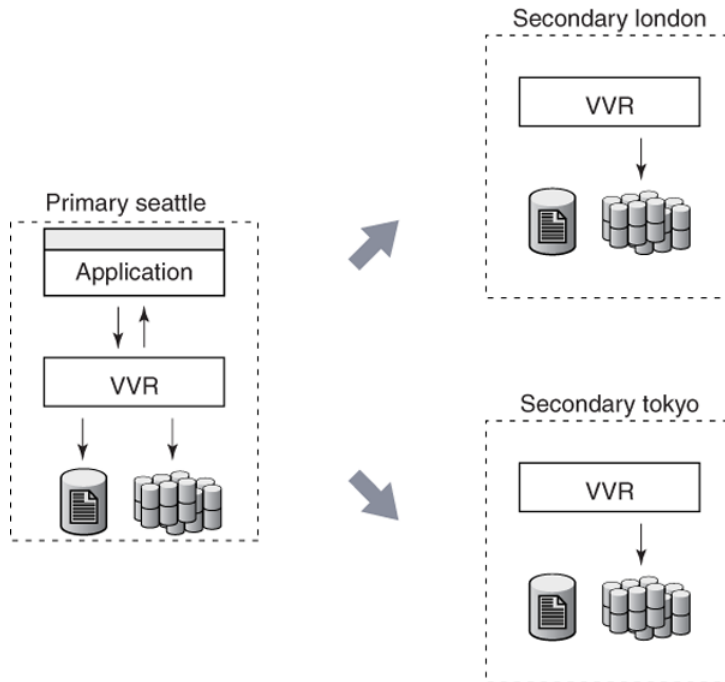 Primary seattle
Application
VVR
Secondary london
VVR
Secondary tokyo
VVR